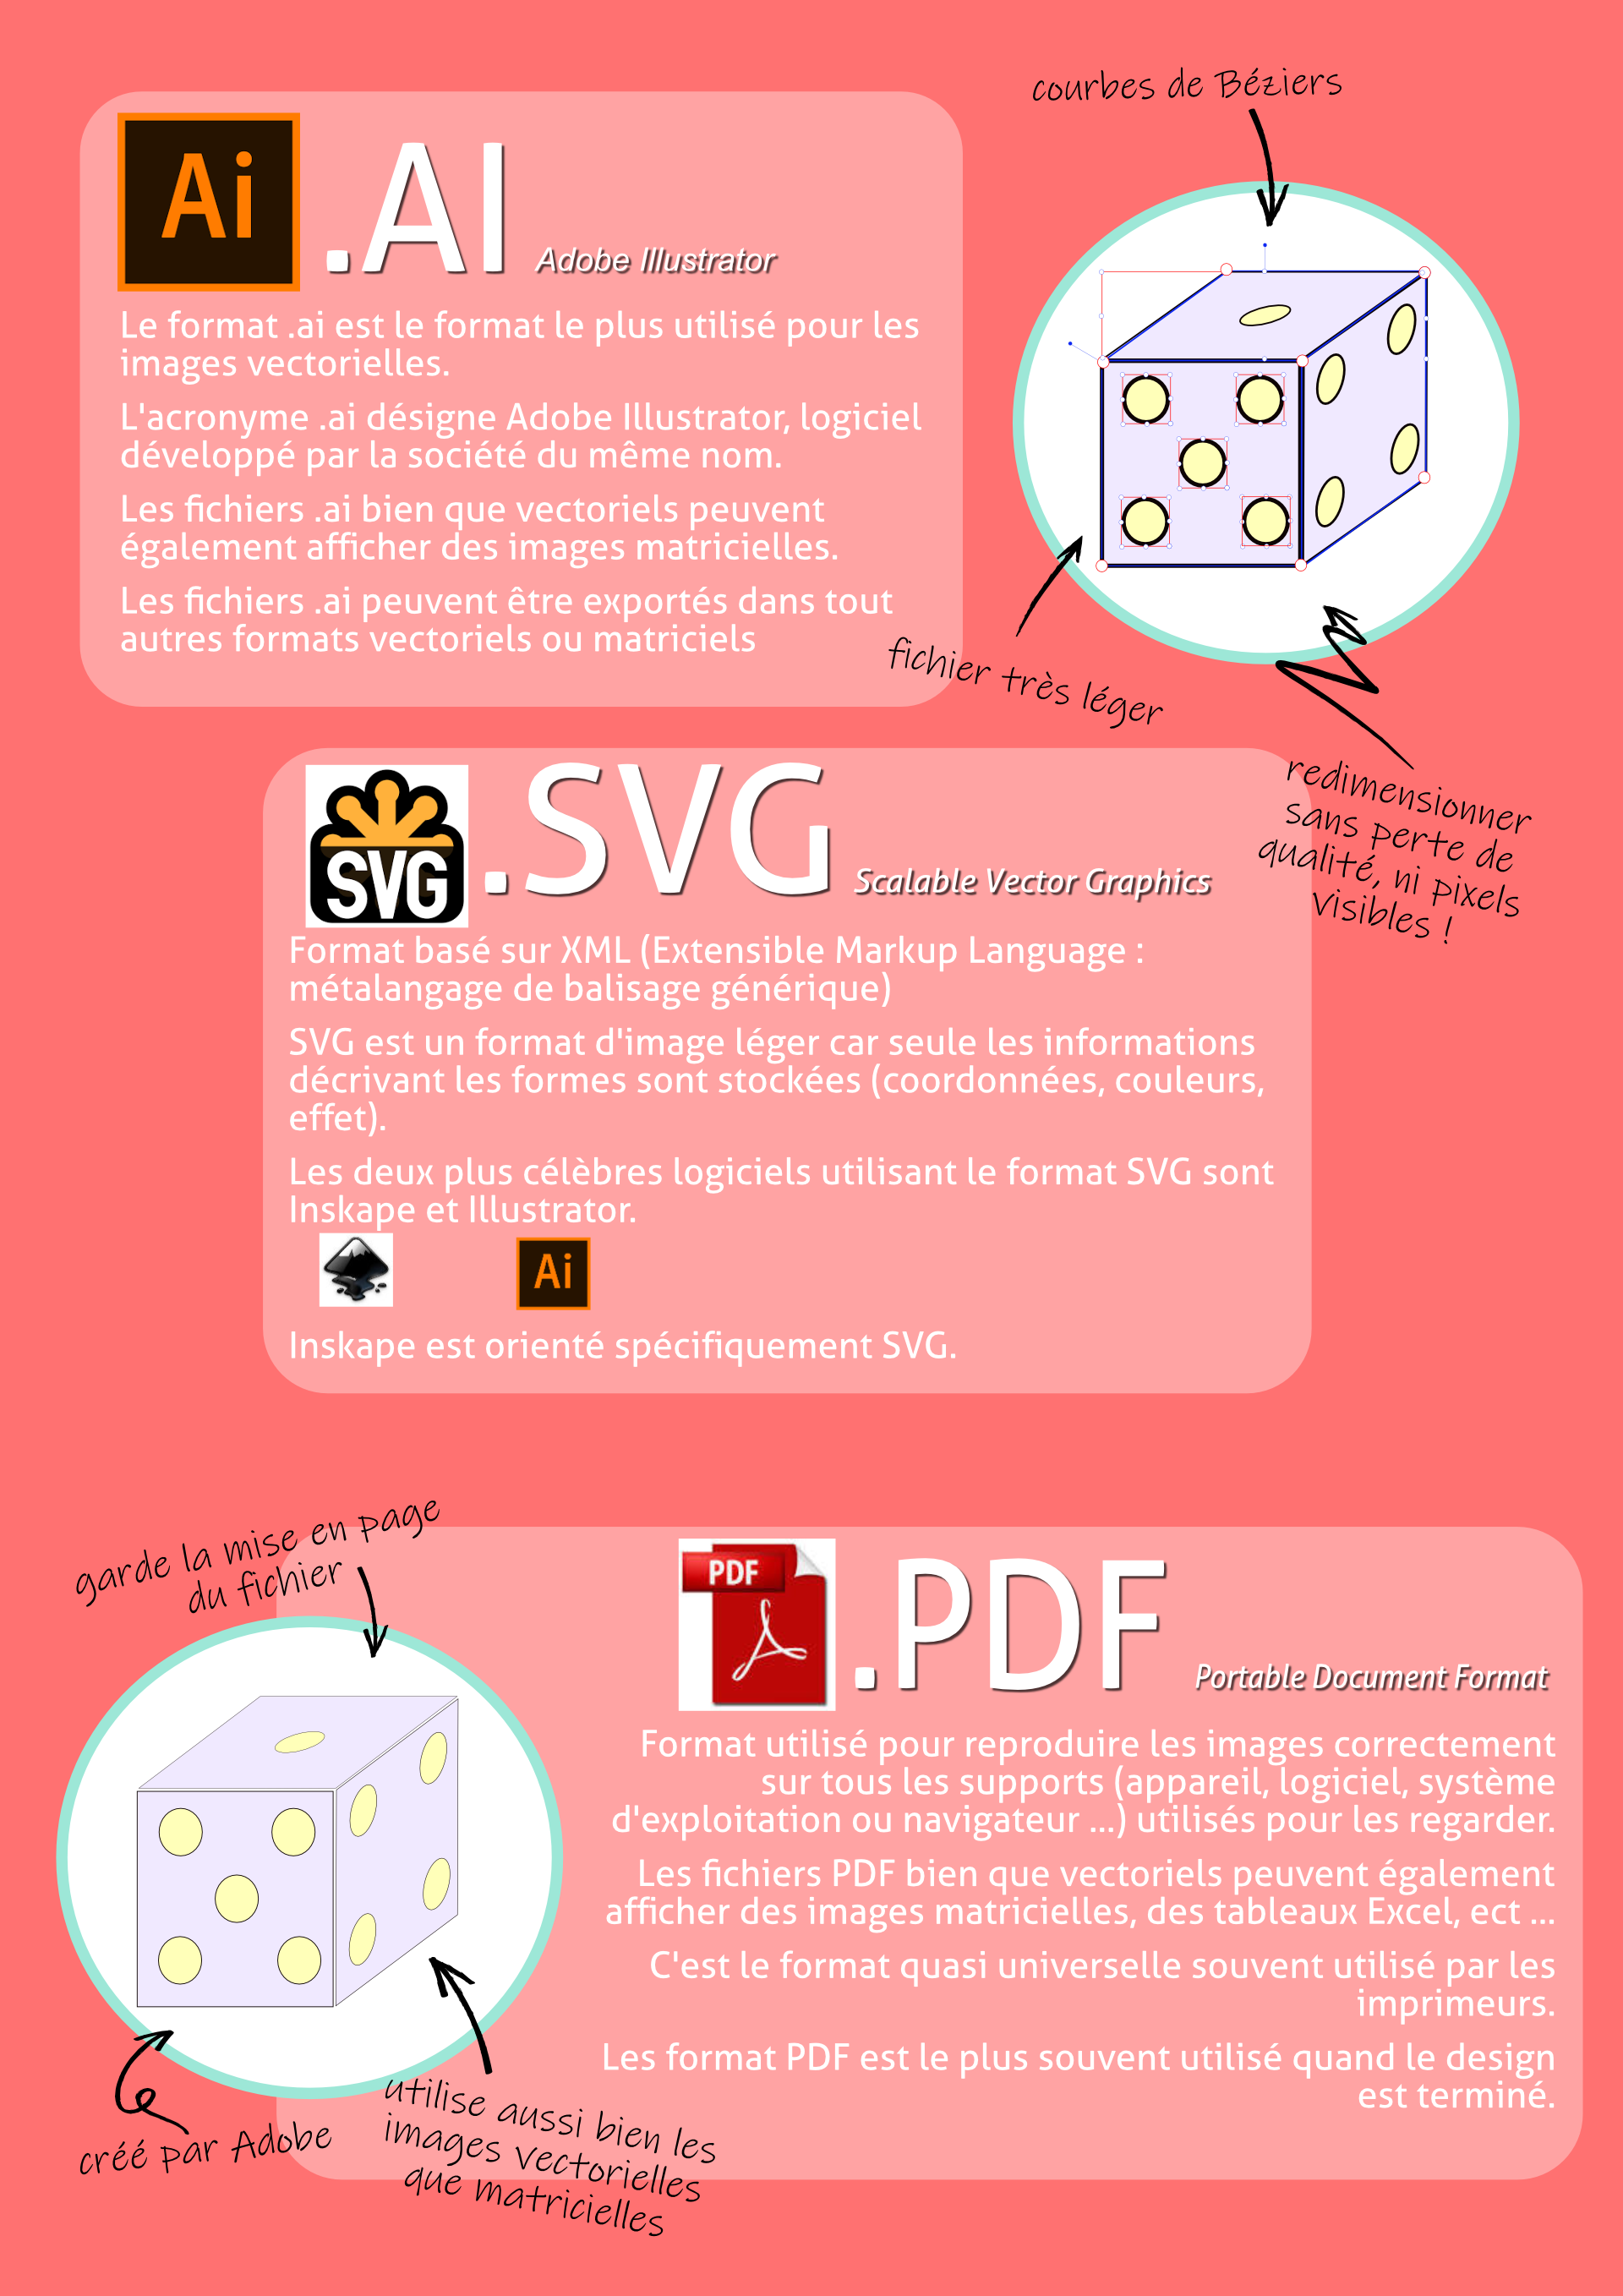 courbes de Béziers
Ai
.AI Adobe Illustrator
Le format .ai est le format le plus utilisé pour les
images vectorielles.
L'acronyme .ai désigne Adobe Illustrator, logiciel
développé par la société du même nom.
Les fichiers .ai bien que vectoriels peuvent
également afficher des images matricielles.
Les fichiers .ai peuvent être exportés dans tout
autres formats vectoriels ou matriciels
fichier très léger
redimensionner
sans perte de
qualité, ni pixels
visibles !
SVG
.SVG Scalable Vector Graphics
Format basé sur XML (Extensible Markup Language :
métalangage de balisage générique)
SVG est un format d'image léger car seule les informations
décrivant les formes sont stockées (coordonnées, couleurs,
effet).
Les deux plus célèbres logiciels utilisant le format SVG sont
Inskape et Illustrator.
Ai
Inskape est orienté spécifiquement SVG.
garde la mise en page
du fichier
PDF
.PDF Portable Document Format
Format utilisé pour reproduire les images correctement
sur tous les supports (appareil, logiciel, système
d'exploitation ou navigateur ...) utilisés pour les regarder.
Les fichiers PDF bien que vectoriels peuvent également
afficher des images matricielles, des tableaux Excel, ect ...
C'est le format quasi universelle souvent utilisé par les
imprimeurs.
Les format PDF est le plus souvent utilisé quand le design
est terminé.
créé par Adobe
utilise aussi bien les
images vectorielles
que matricielles